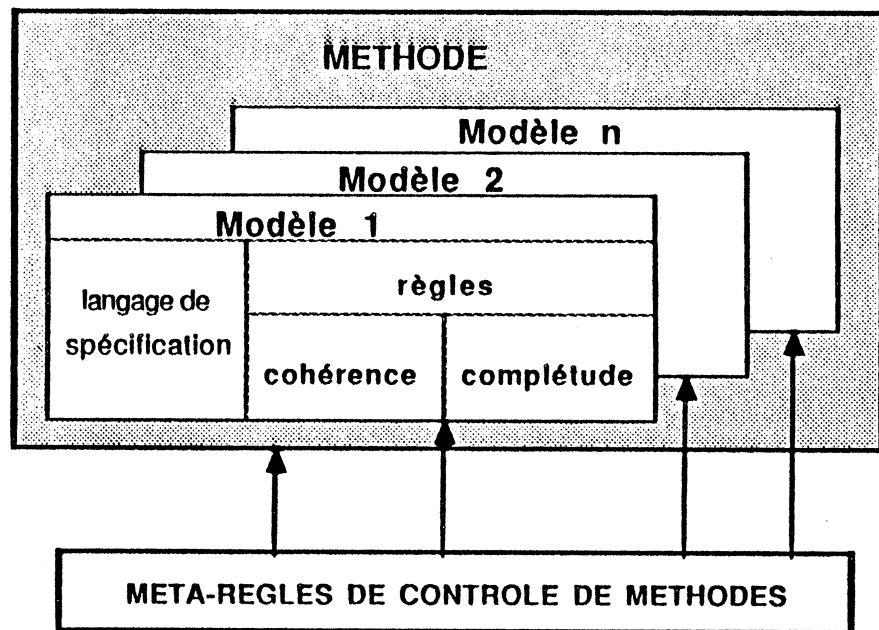 METHODE
Modèle n
Modèle 2
Modèle 1
langage de
spécification
règles
cohérence
complétude
META-REGLES DE CONTROLE DE METHODES